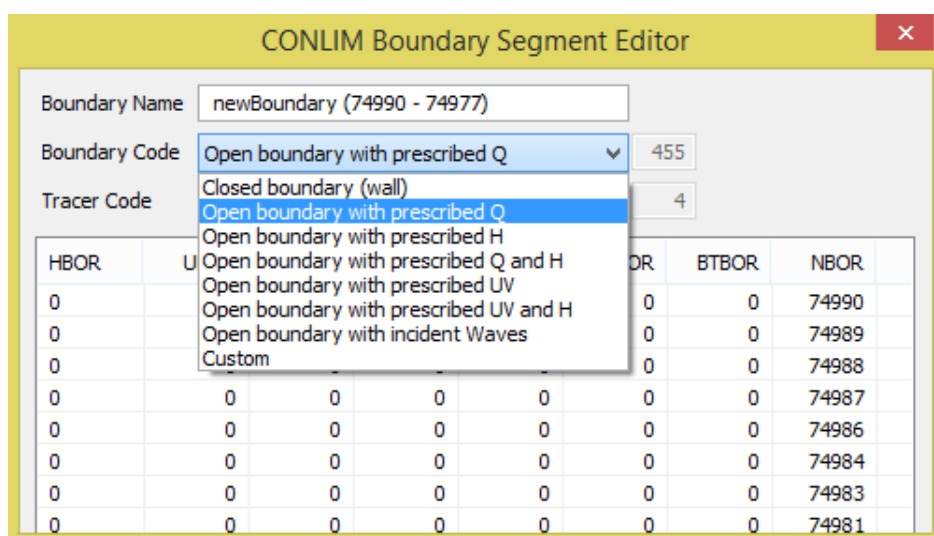 CONLIM Boundary Segment Editor
Boundary Name newBoundary (74990 - 74977)
Boundary Code Open boundary with prescribed Q 455
Closed boundary (wall)
Tracer Code Open boundary with prescribed Q 4
Open boundary with prescribed H
HBOR U Open boundary with prescribed Q and H OR BTBOR NBOR
Open boundary with prescribed UV
0 0 0 74990
Open boundary with prescribed UV and H
0 Open boundary with incident Waves 0 0 74989
0 Custom 0 0 74988
0 0 0 0 0 0 0 74987
0 0 0 0 0 0 0 74986
0 0 0 0 0 0 0 74984
0 0 0 0 0 0 0 74983
0 0 0 0 0 0 0 74981